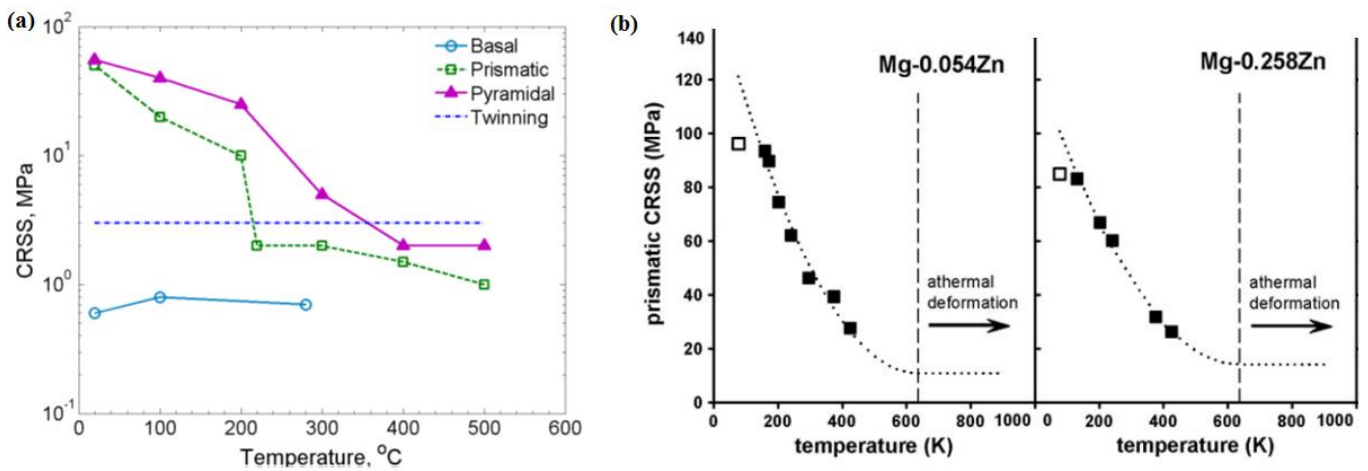 (a)
10^2
10^1
10^0
10^-1
CRSS, MPa
Basal
Prismatic
Pyramidal
Twinning
0 100 200 300 400 500 600
Temperature, °C
(b)
140
120
100
80
60
40
20
0
prismatic CRSS (MPa)
Mg-0.054Zn
athermal
deformation
0 200 400 600 800 1000
temperature (K)
Mg-0.258Zn
athermal
deformation
0 200 400 600 800 1000
temperature (K)